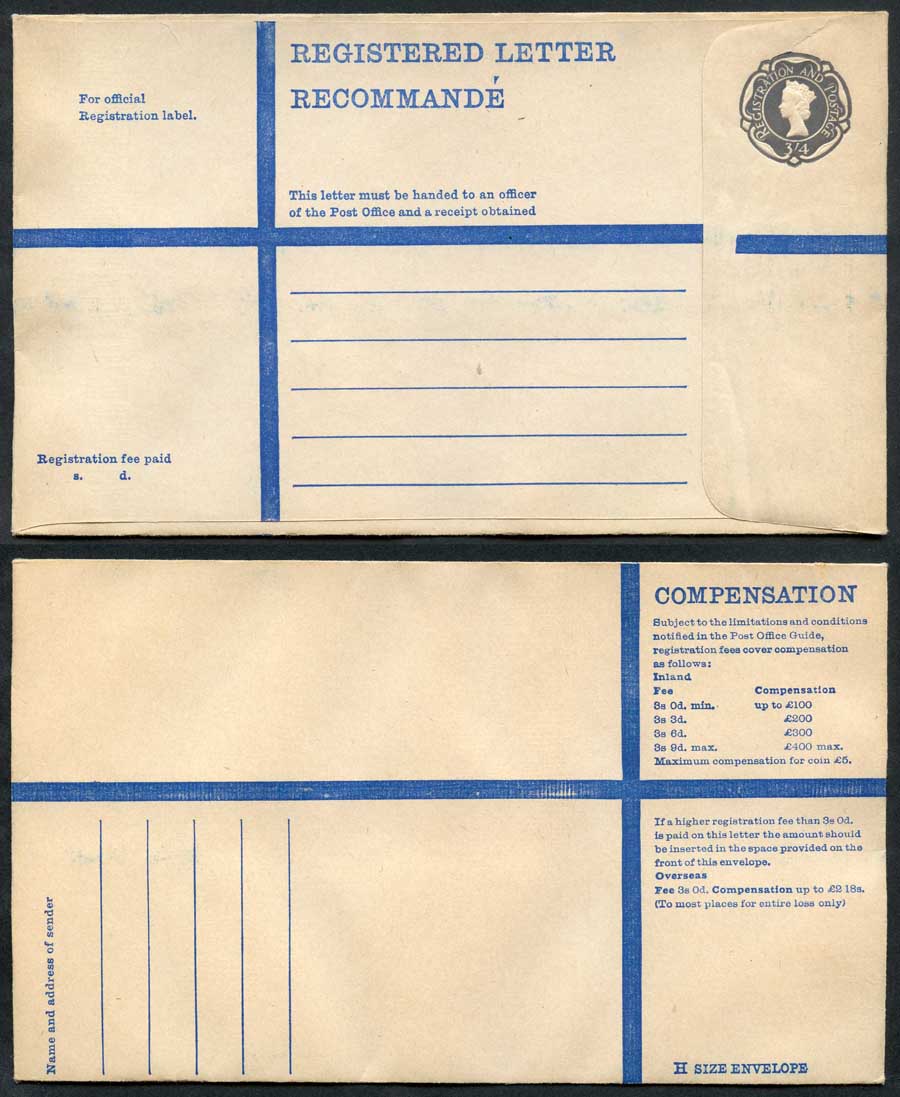 REGISTERED LETTER
RECOMMANDÉ
For official
Registration label.
REGISTRATION AND POSTAGE
3/4
This letter must be handed to an officer
of the Post Office and a receipt obtained
Registration fee paid
s. d.
COMPENSATION
Subject to the limitations and conditions
notified in the Post Office Guide,
registration fees cover compensation
as follows:
Inland
Fee Compensation
3s 0d. min. up to £100
3s 3d. £200
3s 6d. £300
3s 9d. max. £400 max.
Maximum compensation for coin £5.
If a higher registration fee than 3s 0d.
is paid on this letter the amount should
be inserted in the space provided on the
front of this envelope.
Overseas
Fee 3s 0d. Compensation up to £2 18s.
(To most places for entire loss only)
Name and address of sender
H SIZE ENVELOPE